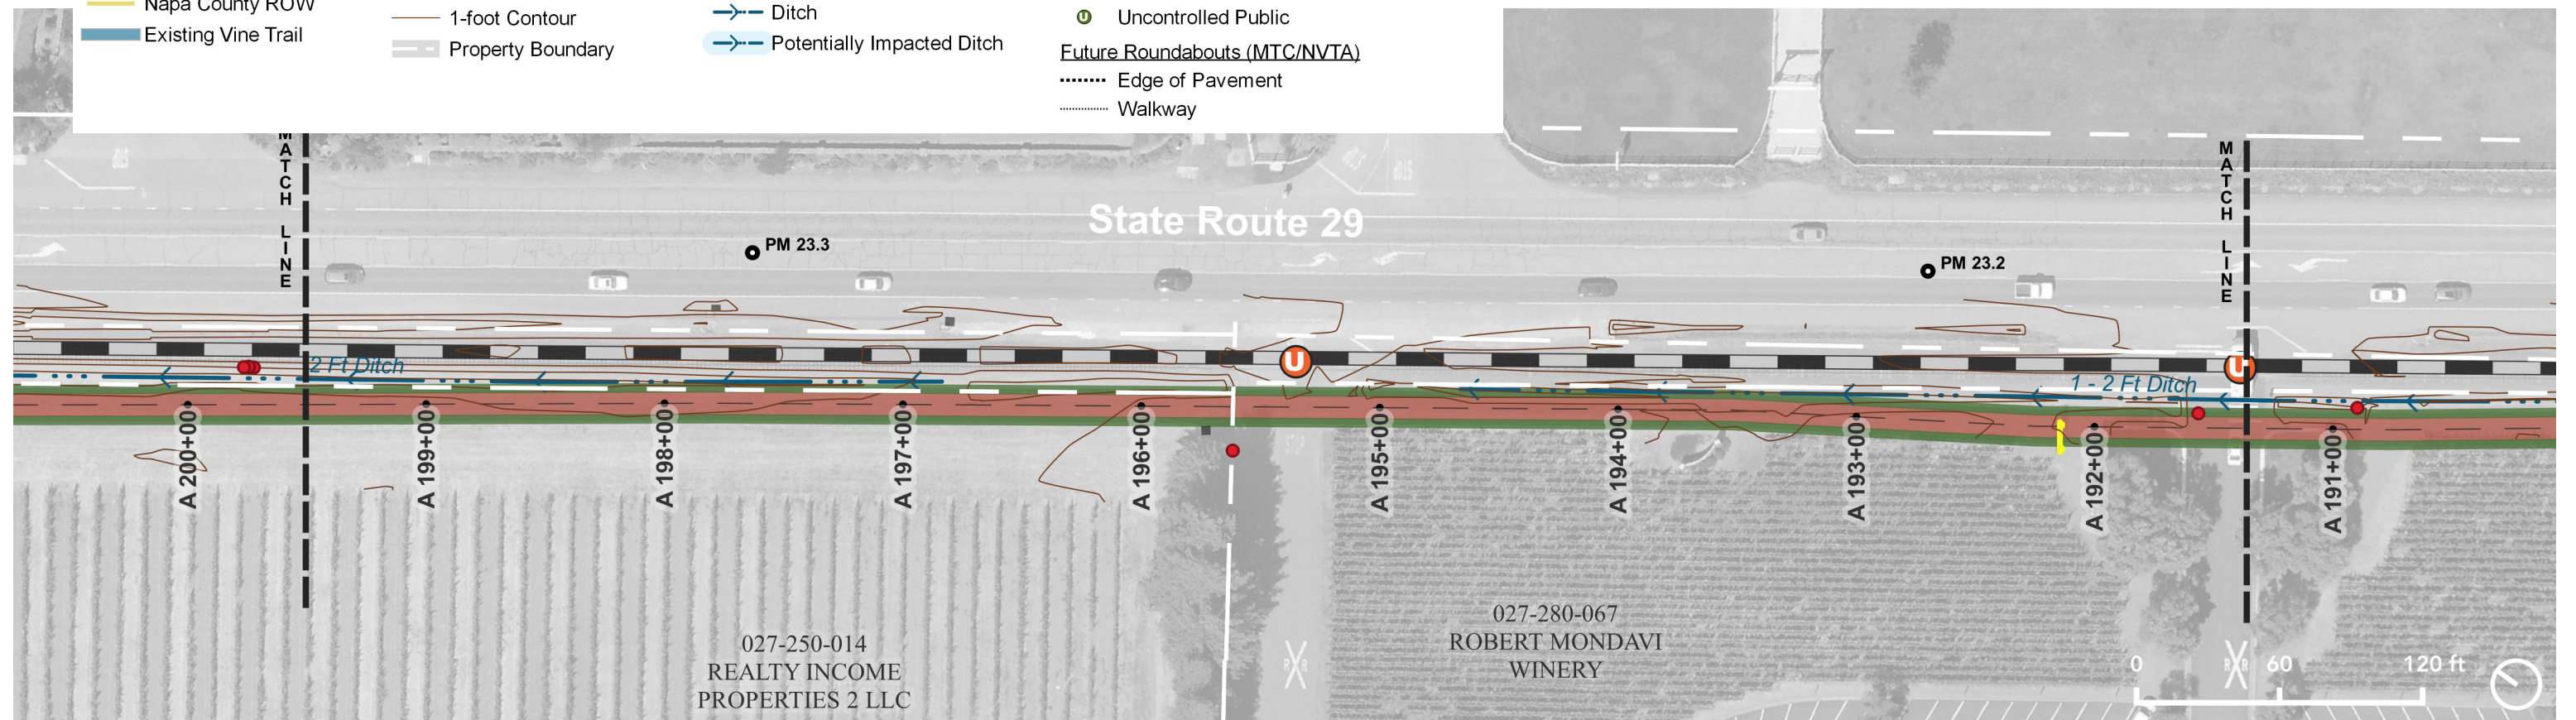 Napa County ROW
Existing Vine Trail
1-foot Contour
Property Boundary
Ditch
Potentially Impacted Ditch
U Uncontrolled Public
Future Roundabouts (MTC/NVTA)
Edge of Pavement
Walkway
MATCH LINE
MATCH LINE
State Route 29
PM 23.3
PM 23.2
U
U
2 Ft Ditch
1 - 2 Ft Ditch
A 200+00
A 199+00
A 198+00
A 197+00
A 196+00
A 195+00
A 194+00
A 193+00
A 192+00
A 191+00
027-250-014
REALTY INCOME
PROPERTIES 2 LLC
027-280-067
ROBERT MONDAVI
WINERY
0 60 120 ft